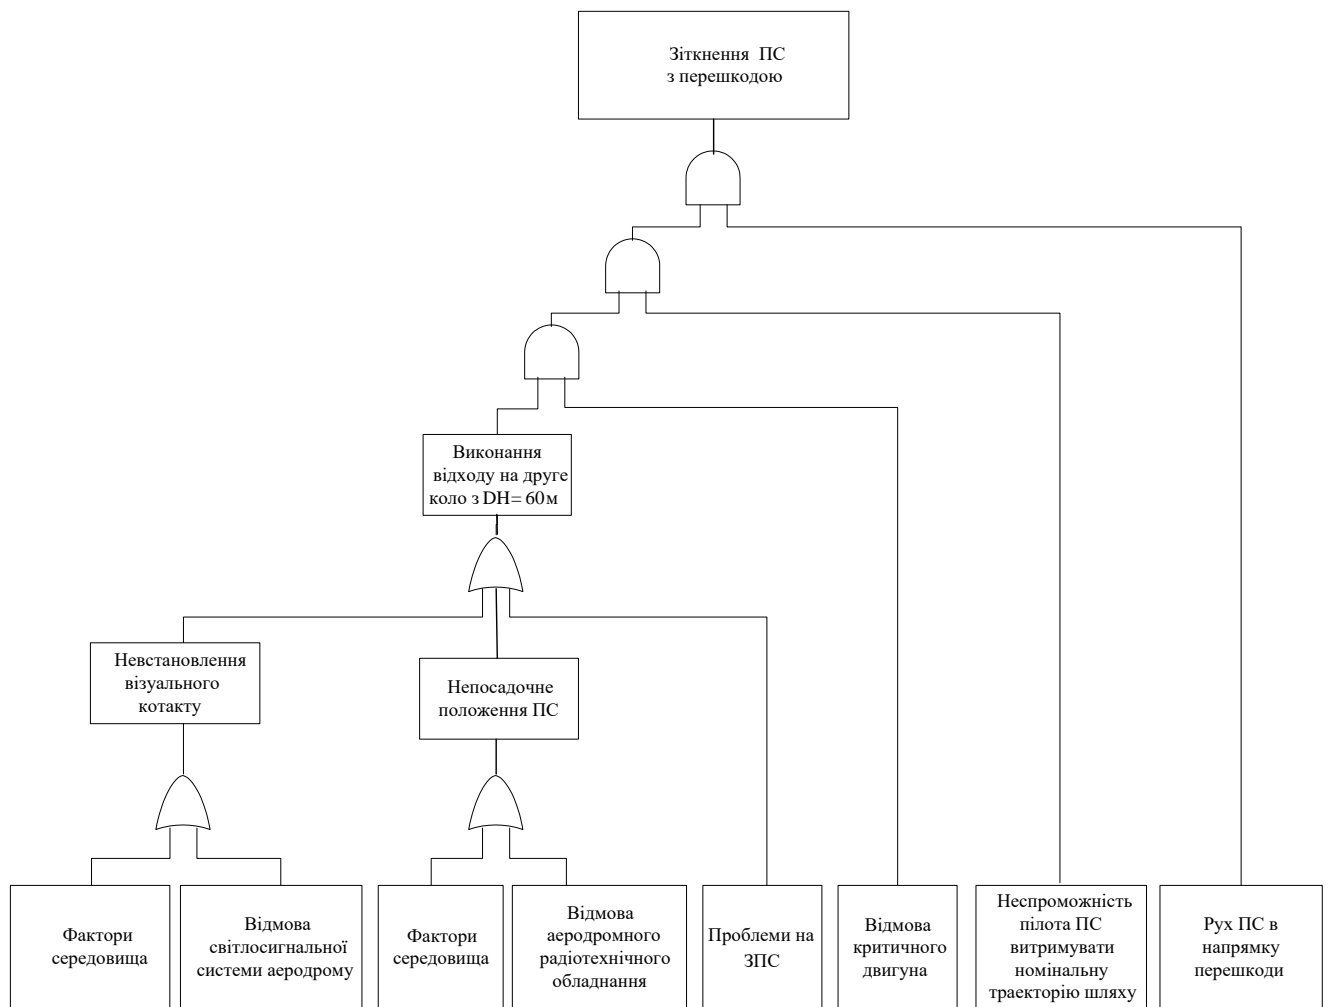 Зіткнення ПС
з перешкодою
Виконання
відходу на друге
коло з DH= 60м
Невстановлення
візуального
котакту
Непосадочне
положення ПС
Фактори
середовища
Відмова
світлосигнальної
системи аеродрому
Фактори
середовища
Відмова
аеродромного
радіотехнічного
обладнання
Проблеми на
ЗПС
Відмова
критичного
двигуна
Неспроможність
пілота ПС
витримувати
номінальну
траекторію шляху
Рух ПС в
напрямку
перешкоди